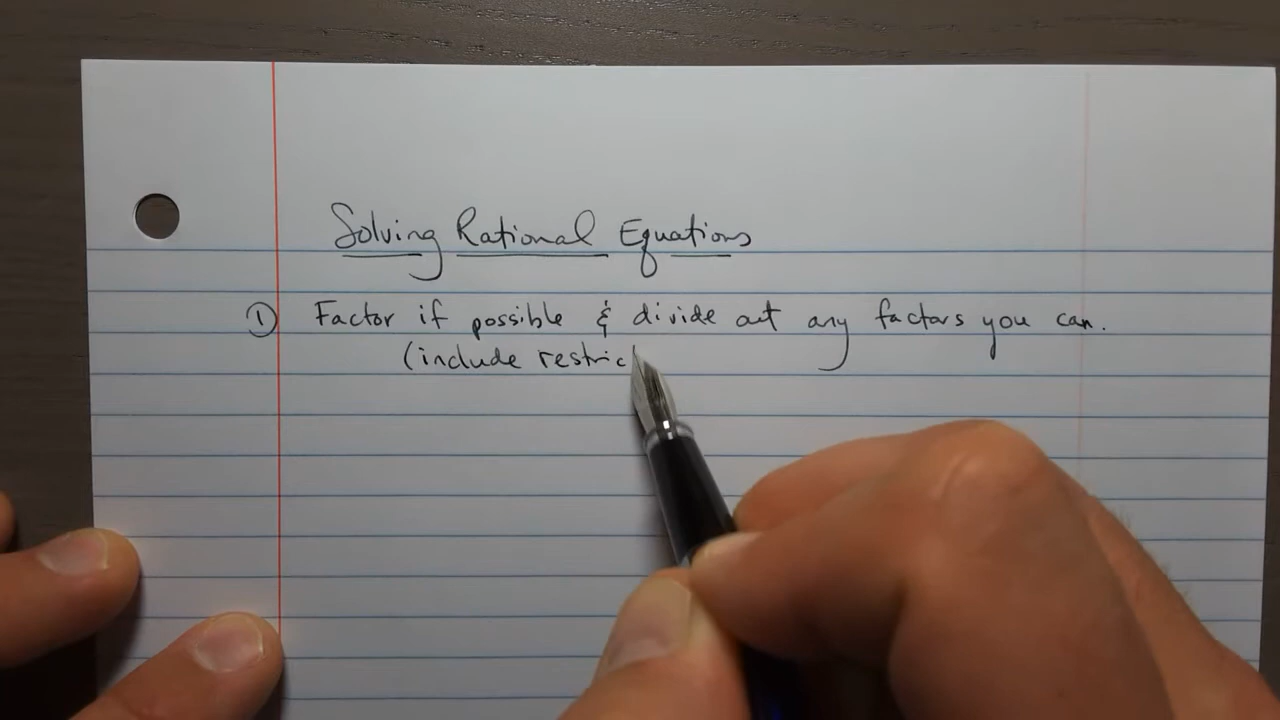 Solving Rational Equations
① Factor if possible & divide out any factors you can.
(include restric